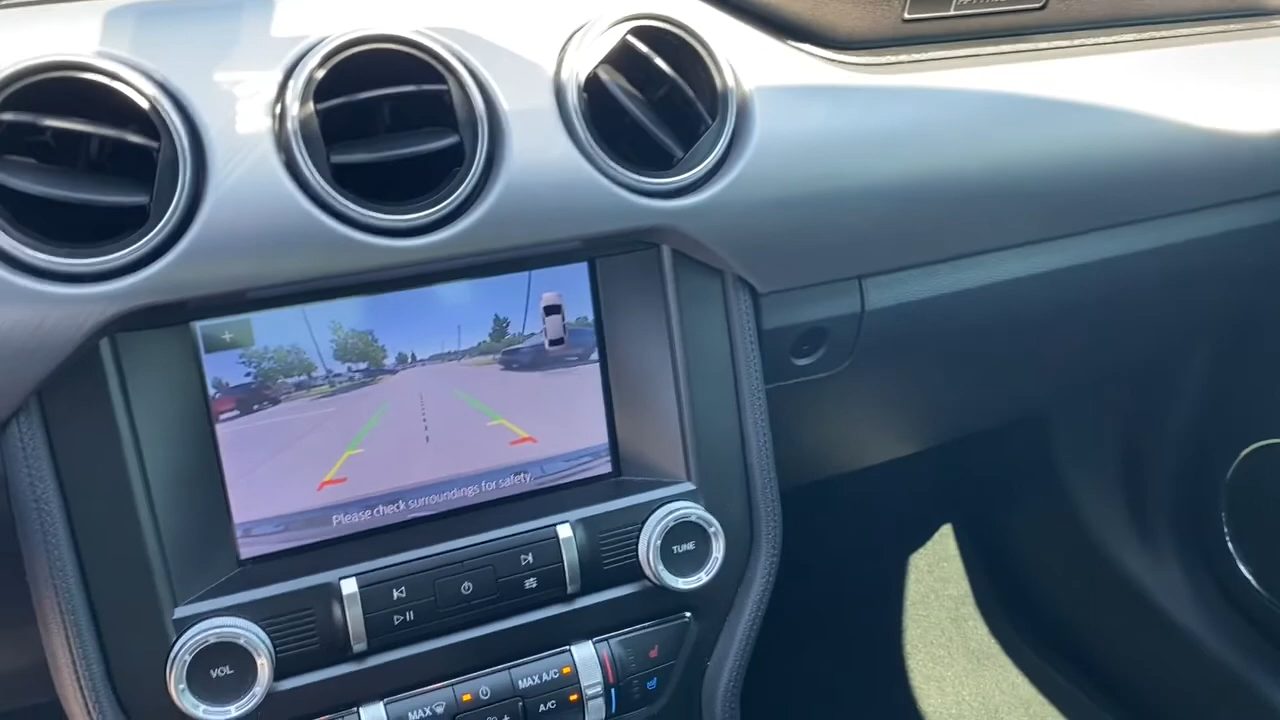 Please check surroundings for safety.
TUNE
VOL
MAX A/C
MAX
A/C